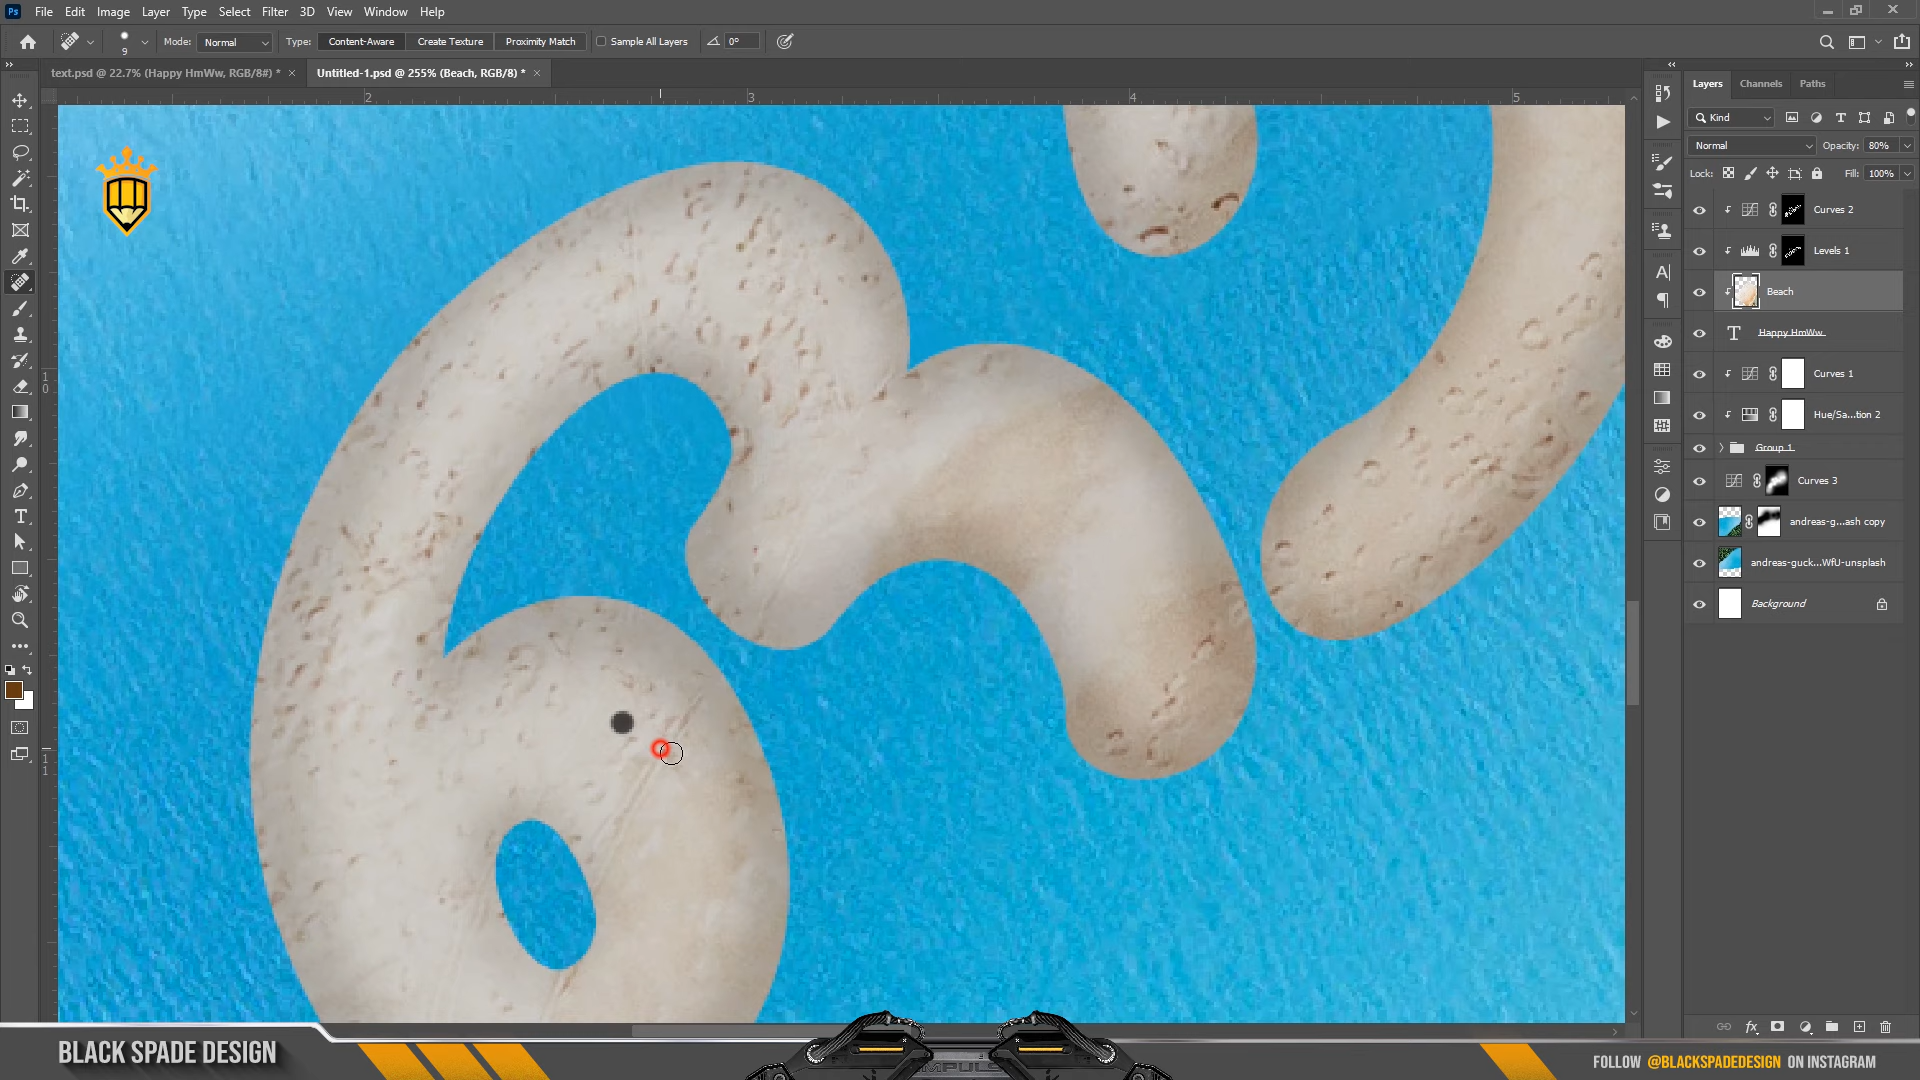 Ps File Edit Image Layer Type Select Filter 3D View Window Help
9 Mode: Normal Type: Content-Aware Create Texture Proximity Match Sample All Layers 0°
text.psd @ 22.7% (Happy HmWw, RGB/8#) * × Untitled-1.psd @ 255% (Beach, RGB/8) * ×
2 3 4 5
Layers Channels Paths
Kind
Normal Opacity: 80%
Lock: Fill: 100%
Curves 2
Levels 1
Beach
Happy HmWw
Curves 1
Hue/Sa...tion 2
Group 1
Curves 3
andreas-g...ash copy
andreas-guck...WfU-unsplash
Background
10
11
BLACK SPADE DESIGN
FOLLOW @BLACKSPADEDESIGN ON INSTAGRAM